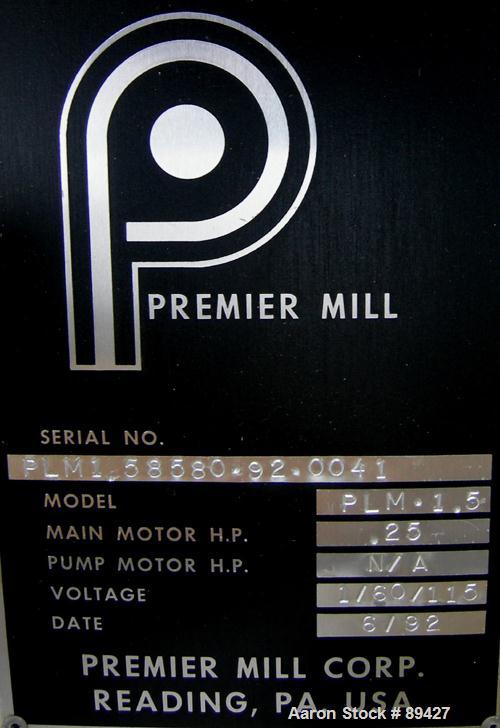 PREMIER MILL
SERIAL NO.
PLM1.58580.92.0041
MODEL PLM.1.5
MAIN MOTOR H.P. .25
PUMP MOTOR H.P. N/A
VOLTAGE 1/60/115
DATE 6/92
PREMIER MILL CORP.
READING, PA. USA
Aaron Stock # 89427